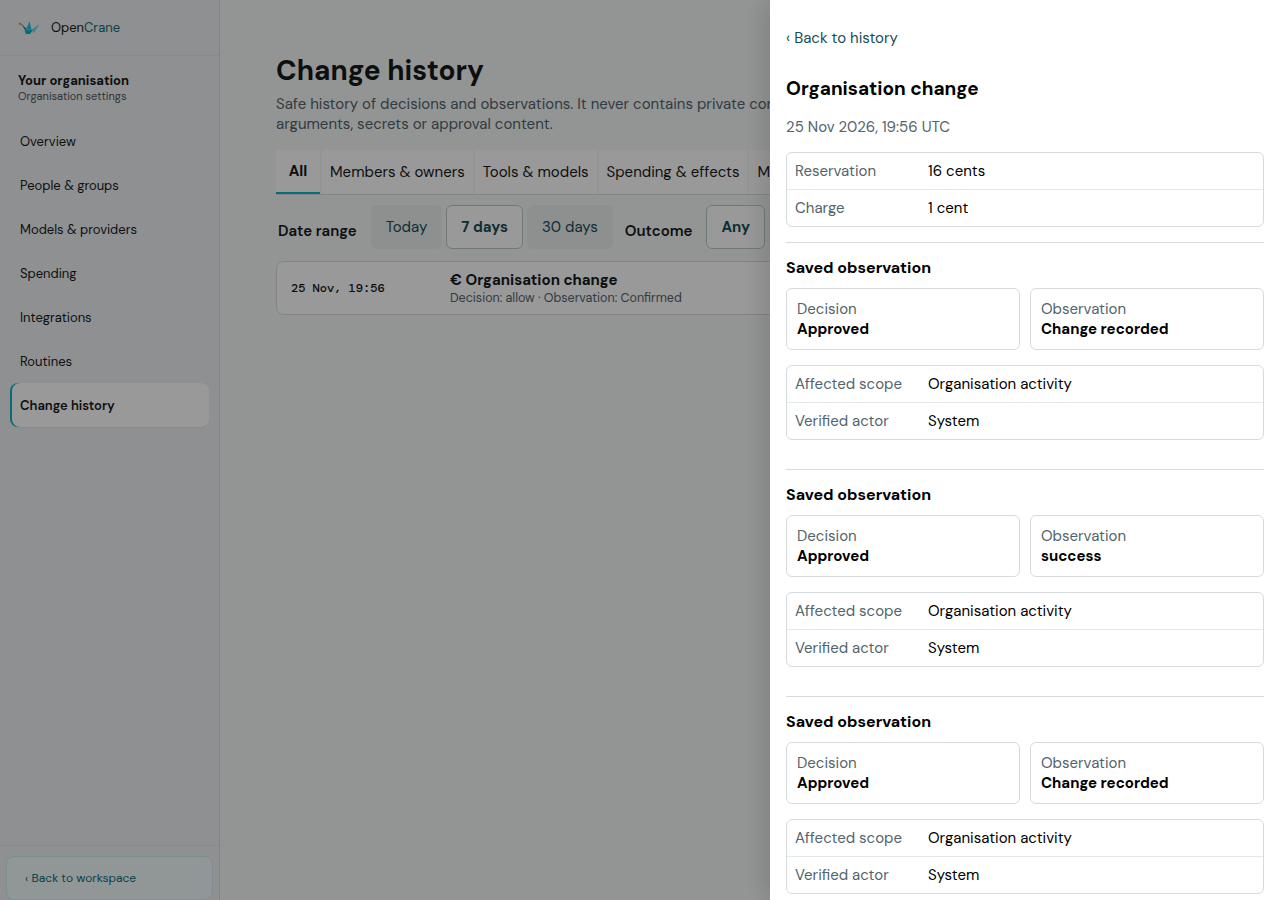 OpenCrane
Your organisation
Organisation settings
Overview
People & groups
Models & providers
Spending
Integrations
Routines
Change history
‹ Back to workspace
Change history
Safe history of decisions and observations. It never contains private
arguments, secrets or approval content.
All
Members & owners
Tools & models
Spending & effects
Date range
Today
7 days
30 days
Outcome
Any
25 Nov, 19:56
€ Organisation change
Decision: allow · Observation: Confirmed
‹ Back to history
Organisation change
25 Nov 2026, 19:56 UTC
Reservation 16 cents
Charge 1 cent
Saved observation
Decision
Approved
Observation
Change recorded
Affected scope Organisation activity
Verified actor System
Saved observation
Decision
Approved
Observation
success
Affected scope Organisation activity
Verified actor System
Saved observation
Decision
Approved
Observation
Change recorded
Affected scope Organisation activity
Verified actor System